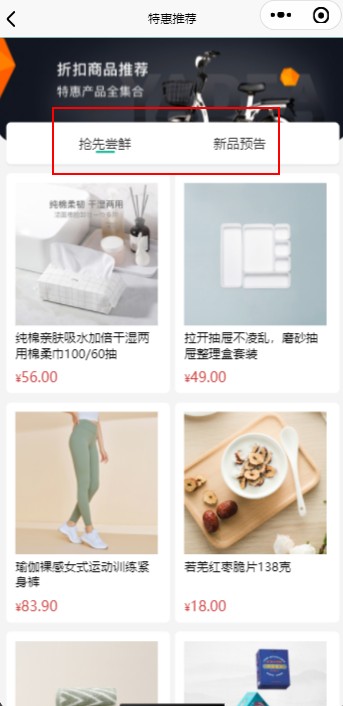 特惠推荐
折扣商品推荐
特惠产品全集合
抢先尝鲜
新品预告
纯棉柔韧 干湿两用
纯棉亲肤吸水加倍干湿两
用棉柔巾100/60抽
¥56.00
拉开抽屉不凌乱，磨砂抽
屉整理盒套装
¥49.00
瑜伽裸感女式运动训练紧
身裤
¥83.90
若羌红枣脆片138克
¥18.00